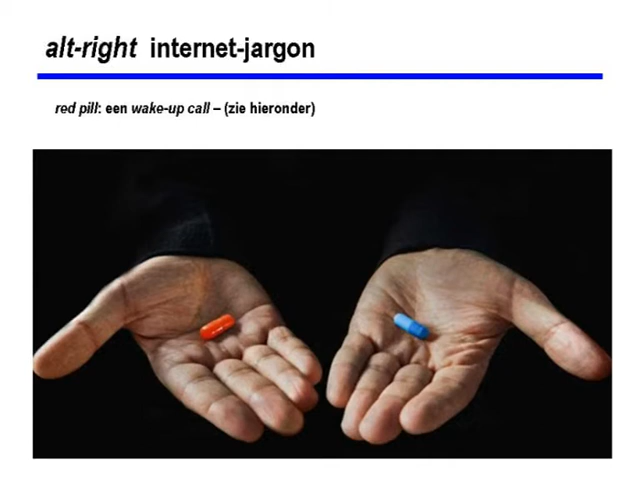 alt-right internet-jargon
red pill: een wake-up call – (zie hieronder)